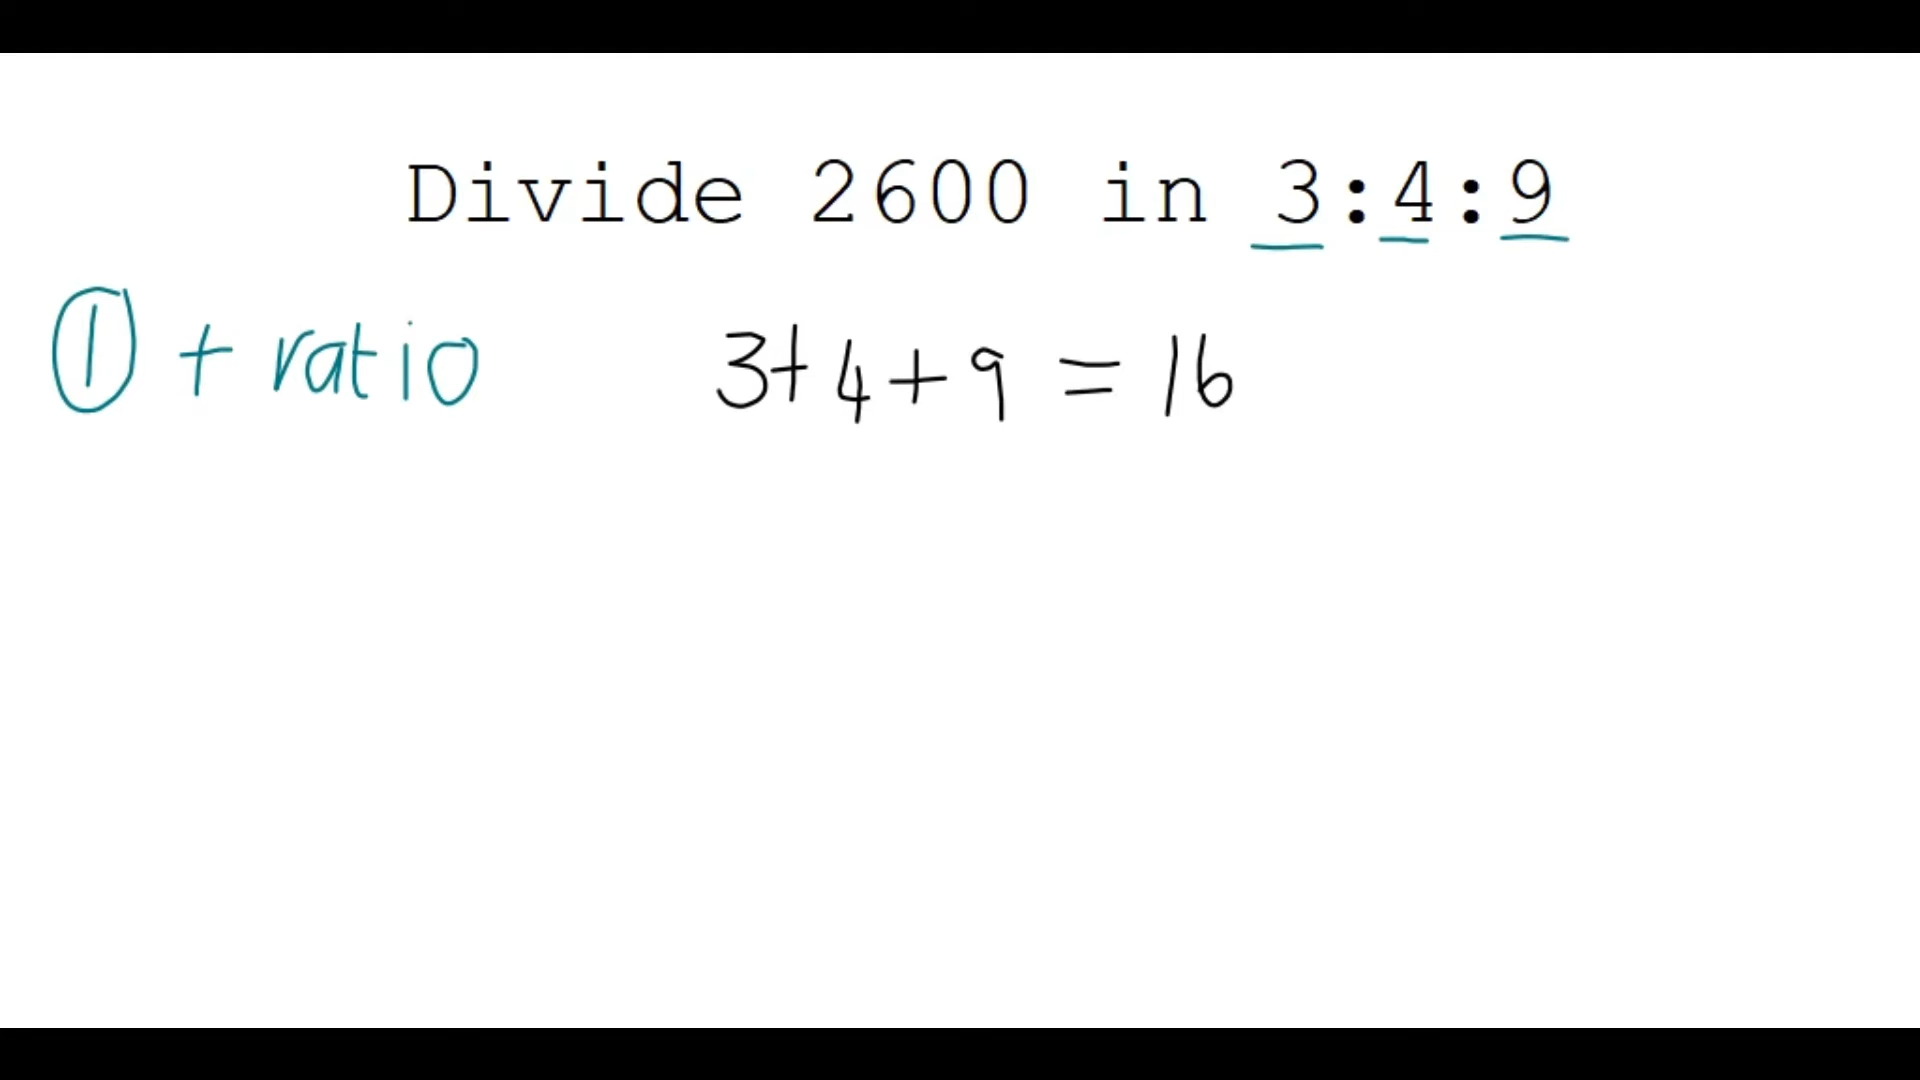 Divide 2600 in 3:4:9
① + ratio 3+4+9 = 16